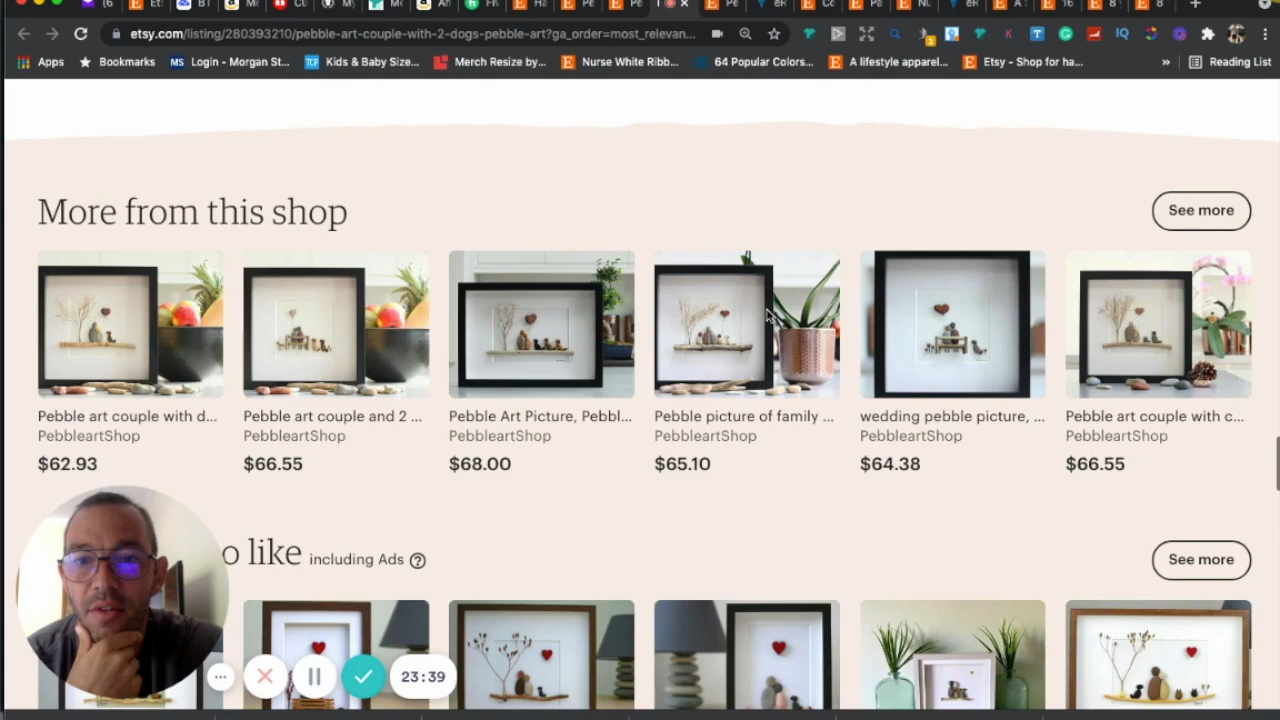 etsy.com/listing/280393210/pebble-art-couple-with-2-dogs-pebble-art?ga_order=most_relevan...
Apps
Bookmarks
Login - Morgan St...
Kids & Baby Size...
Merch Resize by...
Nurse White Ribb...
64 Popular Colors...
A lifestyle apparel...
Etsy - Shop for ha...
»
Reading List
More from this shop
See more
Pebble art couple with d...
PebbleartShop
$62.93
Pebble art couple and 2 ...
PebbleartShop
$66.55
Pebble Art Picture, Pebbl...
PebbleartShop
$68.00
Pebble picture of family ...
PebbleartShop
$65.10
wedding pebble picture, ...
PebbleartShop
$64.38
Pebble art couple with c...
PebbleartShop
$66.55
o like including Ads ?
See more
23:39